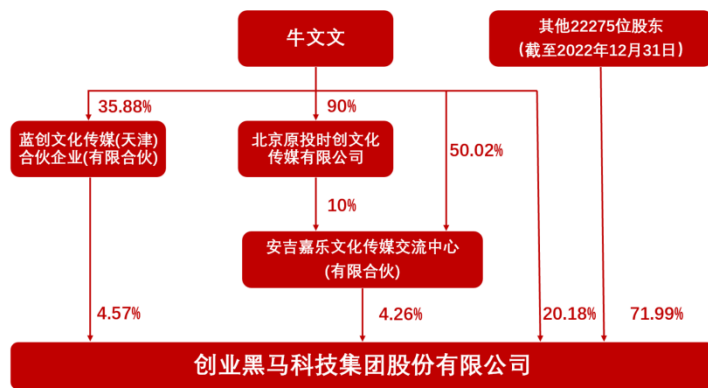 牛文文
其他22275位股东
(截至2022年12月31日)
35.88%
90%
50.02%
蓝创文化传媒(天津)
合伙企业(有限合伙)
北京原投时创文化
传媒有限公司
10%
安吉嘉乐文化传媒交流中心
(有限合伙)
4.57%
4.26%
20.18%
71.99%
创业黑马科技集团股份有限公司